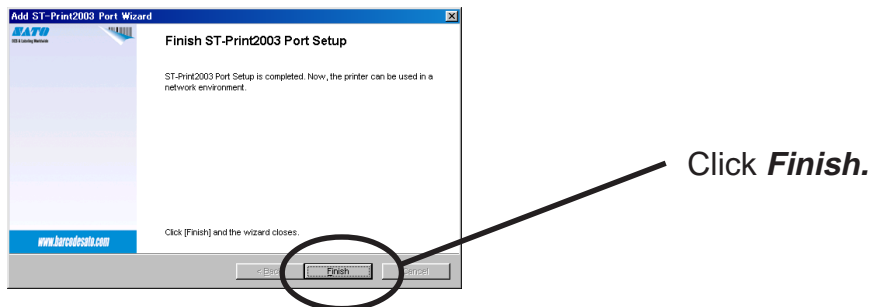 Add ST-Print2003 Port Wizard
SATO
Finish ST-Print2003 Port Setup
ST-Print2003 Port Setup is completed. Now, the printer can be used in a
network environment.
Click Finish.
Click [Finish] and the wizard closes.
www.barcodesato.com
< Back
Finish
Cancel